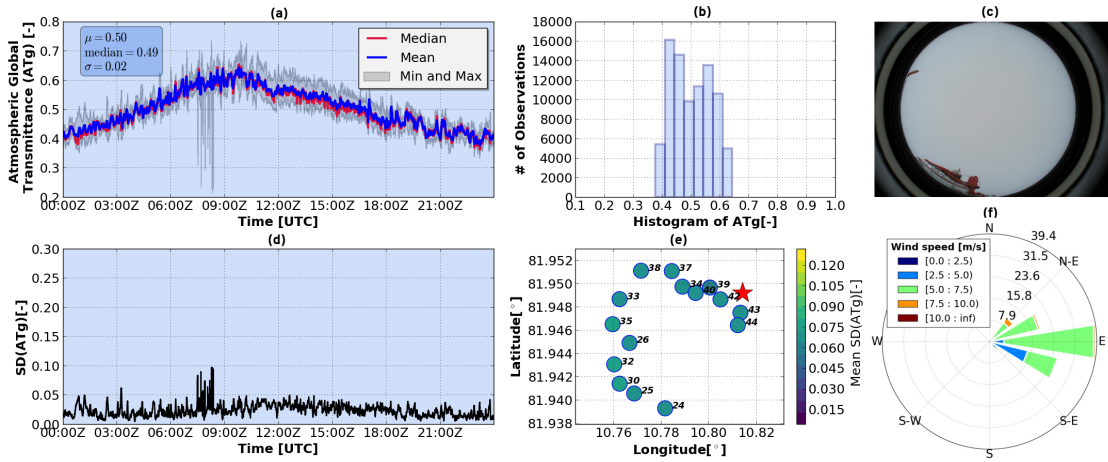 (a)
Atmospheric Global
Transmittance (ATg) [-]
0.8
0.7
0.6
0.5
0.4
0.3
0.2
μ = 0.50
median = 0.49
σ = 0.02
Median
Mean
Min and Max
00:00Z 03:00Z 06:00Z 09:00Z 12:00Z 15:00Z 18:00Z 21:00Z
Time [UTC]
(b)
# of Observations
16000
14000
12000
10000
8000
6000
4000
2000
0
0.1 0.2 0.3 0.4 0.5 0.6 0.7 0.8 0.9 1.0
Histogram of ATg[-]
(c)
(d)
SD(ATg)[-]
0.30
0.25
0.20
0.15
0.10
0.05
0.00
00:00Z 03:00Z 06:00Z 09:00Z 12:00Z 15:00Z 18:00Z 21:00Z
Time [UTC]
(e)
Latitude[°]
81.952
81.950
81.948
81.946
81.944
81.942
81.940
81.938
38 37
34 39
40 42
33
43
35 44
26
32
30
25
24
10.76 10.78 10.80 10.82
Longitude[°]
0.120
0.105
0.090
0.075
0.060
0.045
0.030
0.015
Mean SD(ATg)[-]
(f)
Wind speed [m/s]
[0.0 : 2.5)
[2.5 : 5.0)
[5.0 : 7.5)
[7.5 : 10.0)
[10.0 : inf)
N
N-E
E
S-E
S
S-W
W
39.4
31.5
23.6
15.8
7.9